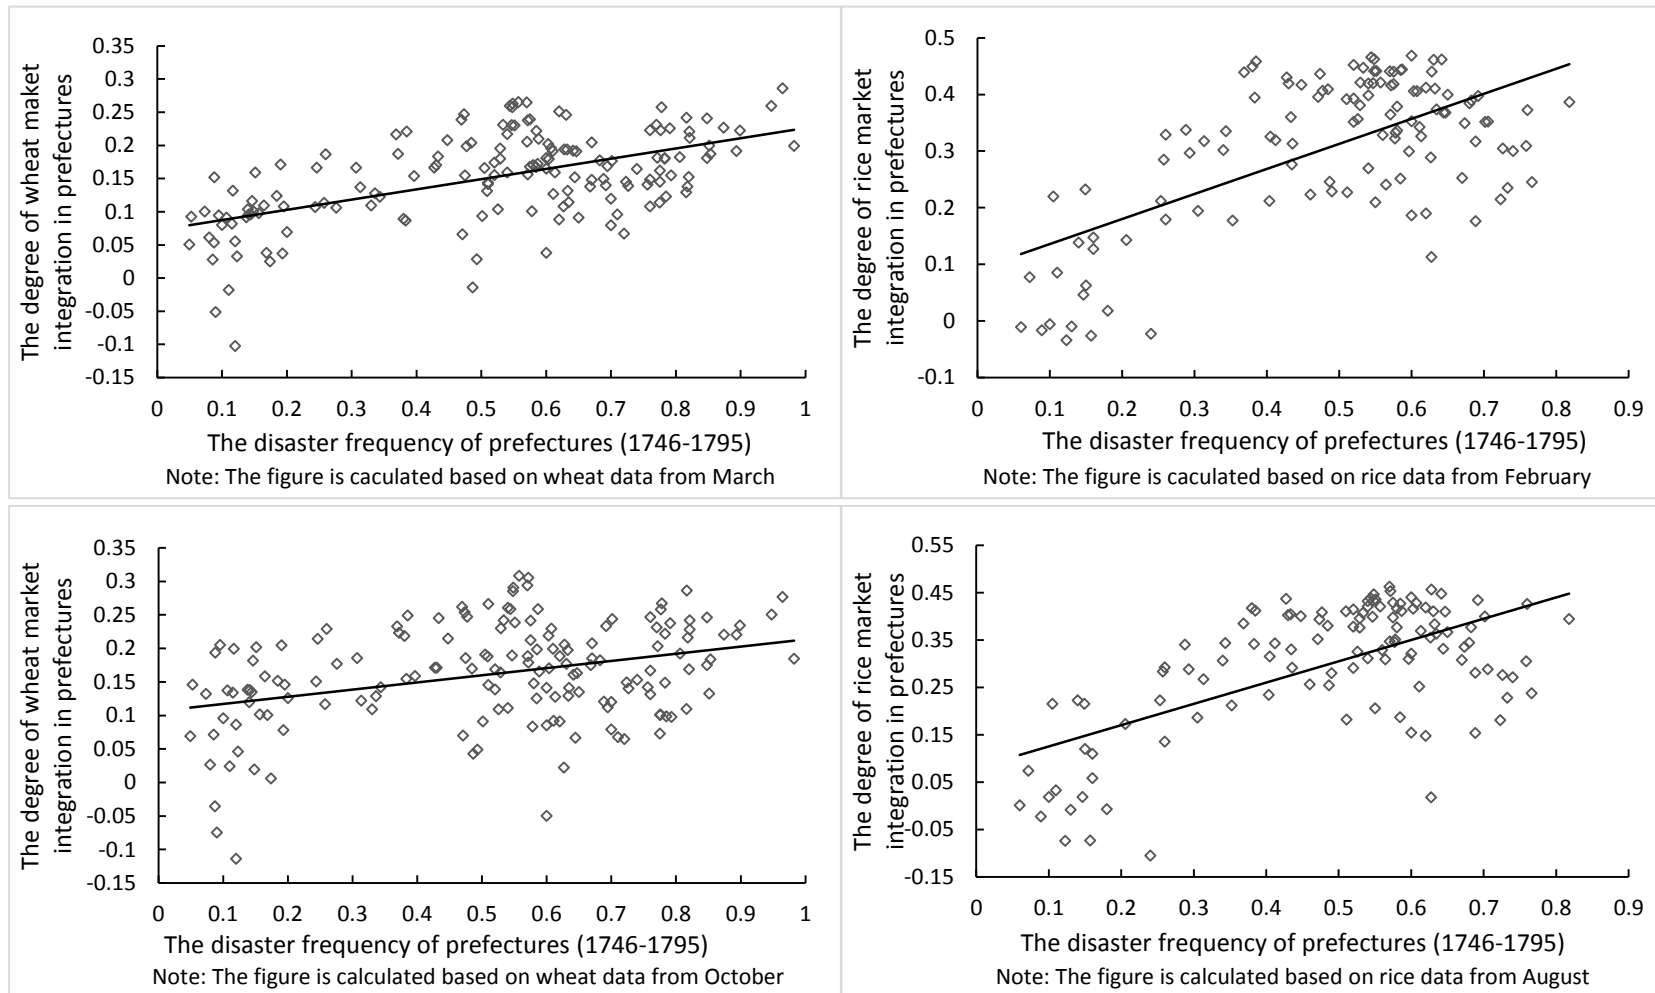 The degree of wheat maket
integration in prefectures
0.35
0.3
0.25
0.2
0.15
0.1
0.05
0
-0.05
-0.1
-0.15
0 0.1 0.2 0.3 0.4 0.5 0.6 0.7 0.8 0.9 1
The disaster frequency of prefectures (1746-1795)
Note: The figure is caculated based on wheat data from March
The degree of rice market
integration in prefectures
0.5
0.4
0.3
0.2
0.1
0
-0.1
0 0.1 0.2 0.3 0.4 0.5 0.6 0.7 0.8 0.9
The disaster frequency of prefectures (1746-1795)
Note: The figure is caculated based on rice data from February
The degree of wheat market
integration in prefectures
0.35
0.3
0.25
0.2
0.15
0.1
0.05
0
-0.05
-0.1
-0.15
0 0.1 0.2 0.3 0.4 0.5 0.6 0.7 0.8 0.9 1
The disaster frequency of prefectures (1746-1795)
Note: The figure is calculated based on wheat data from October
The degree of rice market
integration in prefectures
0.55
0.45
0.35
0.25
0.15
0.05
-0.05
-0.15
0 0.1 0.2 0.3 0.4 0.5 0.6 0.7 0.8 0.9
The disaster frequency of prefectures (1746-1795)
Note: The figure is calculated based on rice data from August